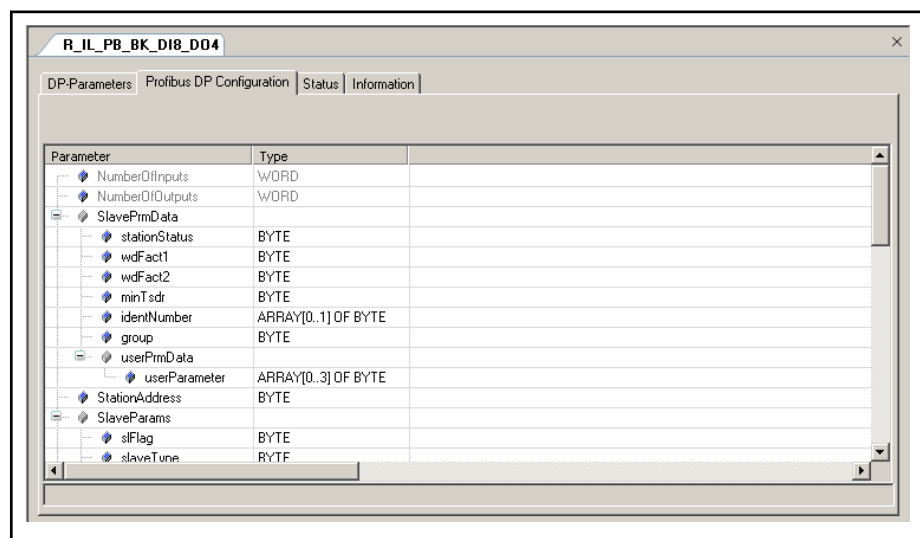 R_IL_PB_BK_DI8_DO4
DP-Parameters Profibus DP Configuration Status Information
Parameter Type
NumberOfInputs WORD
NumberOfOutputs WORD
SlavePrmData
stationStatus BYTE
wdFact1 BYTE
wdFact2 BYTE
minTsdr BYTE
identNumber ARRAY[0..1] OF BYTE
group BYTE
userPrmData
userParameter ARRAY[0..3] OF BYTE
StationAddress BYTE
SlaveParams
slFlag BYTE
slaveType BYTE